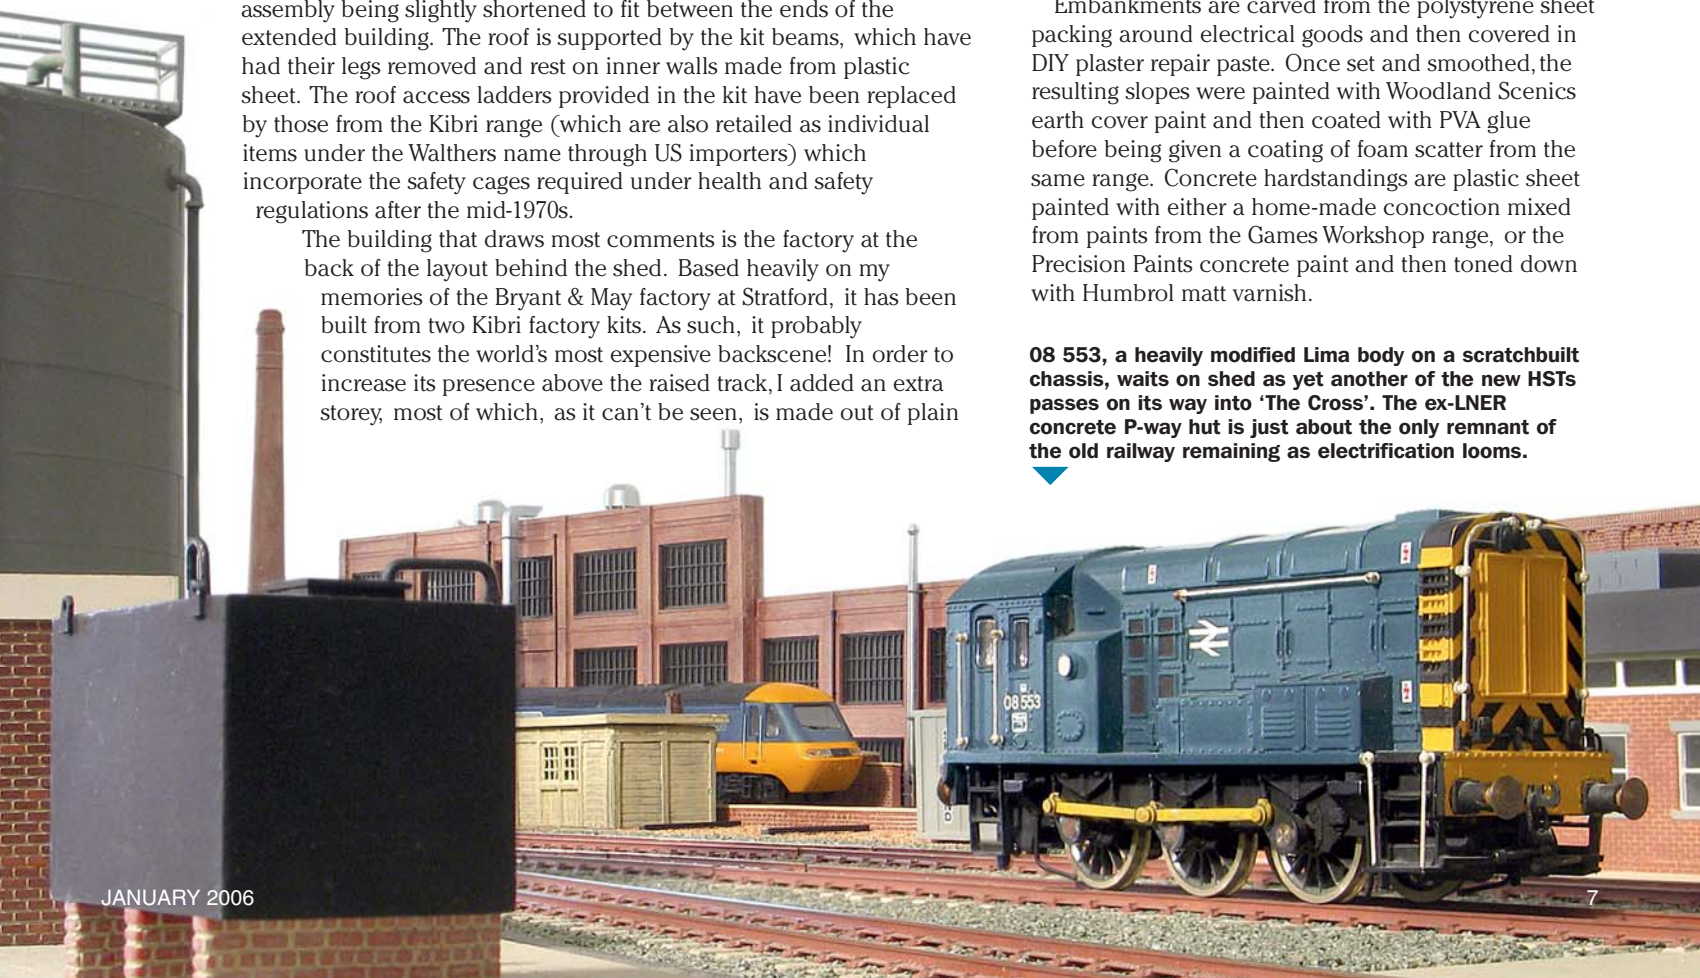 assembly being slightly shortened to fit between the ends of the
extended building. The roof is supported by the kit beams, which have
had their legs removed and rest on inner walls made from plastic
sheet. The roof access ladders provided in the kit have been replaced
by those from the Kibri range (which are also retailed as individual
items under the Walthers name through US importers) which
incorporate the safety cages required under health and safety
regulations after the mid-1970s.
The building that draws most comments is the factory at the
back of the layout behind the shed. Based heavily on my
memories of the Bryant & May factory at Stratford, it has been
built from two Kibri factory kits. As such, it probably
constitutes the world's most expensive backscene! In order to
increase its presence above the raised track, I added an extra
storey, most of which, as it can't be seen, is made out of plain
Embankments are carved from the polystyrene sheet
packing around electrical goods and then covered in
DIY plaster repair paste. Once set and smoothed, the
resulting slopes were painted with Woodland Scenics
earth cover paint and then coated with PVA glue
before being given a coating of foam scatter from the
same range. Concrete hardstandings are plastic sheet
painted with either a home-made concoction mixed
from paints from the Games Workshop range, or the
Precision Paints concrete paint and then toned down
with Humbrol matt varnish.
08 553, a heavily modified Lima body on a scratchbuilt
chassis, waits on shed as yet another of the new HSTs
passes on its way into 'The Cross'. The ex-LNER
concrete P-way hut is just about the only remnant of
the old railway remaining as electrification looms.
08 553
JANUARY 2006
7